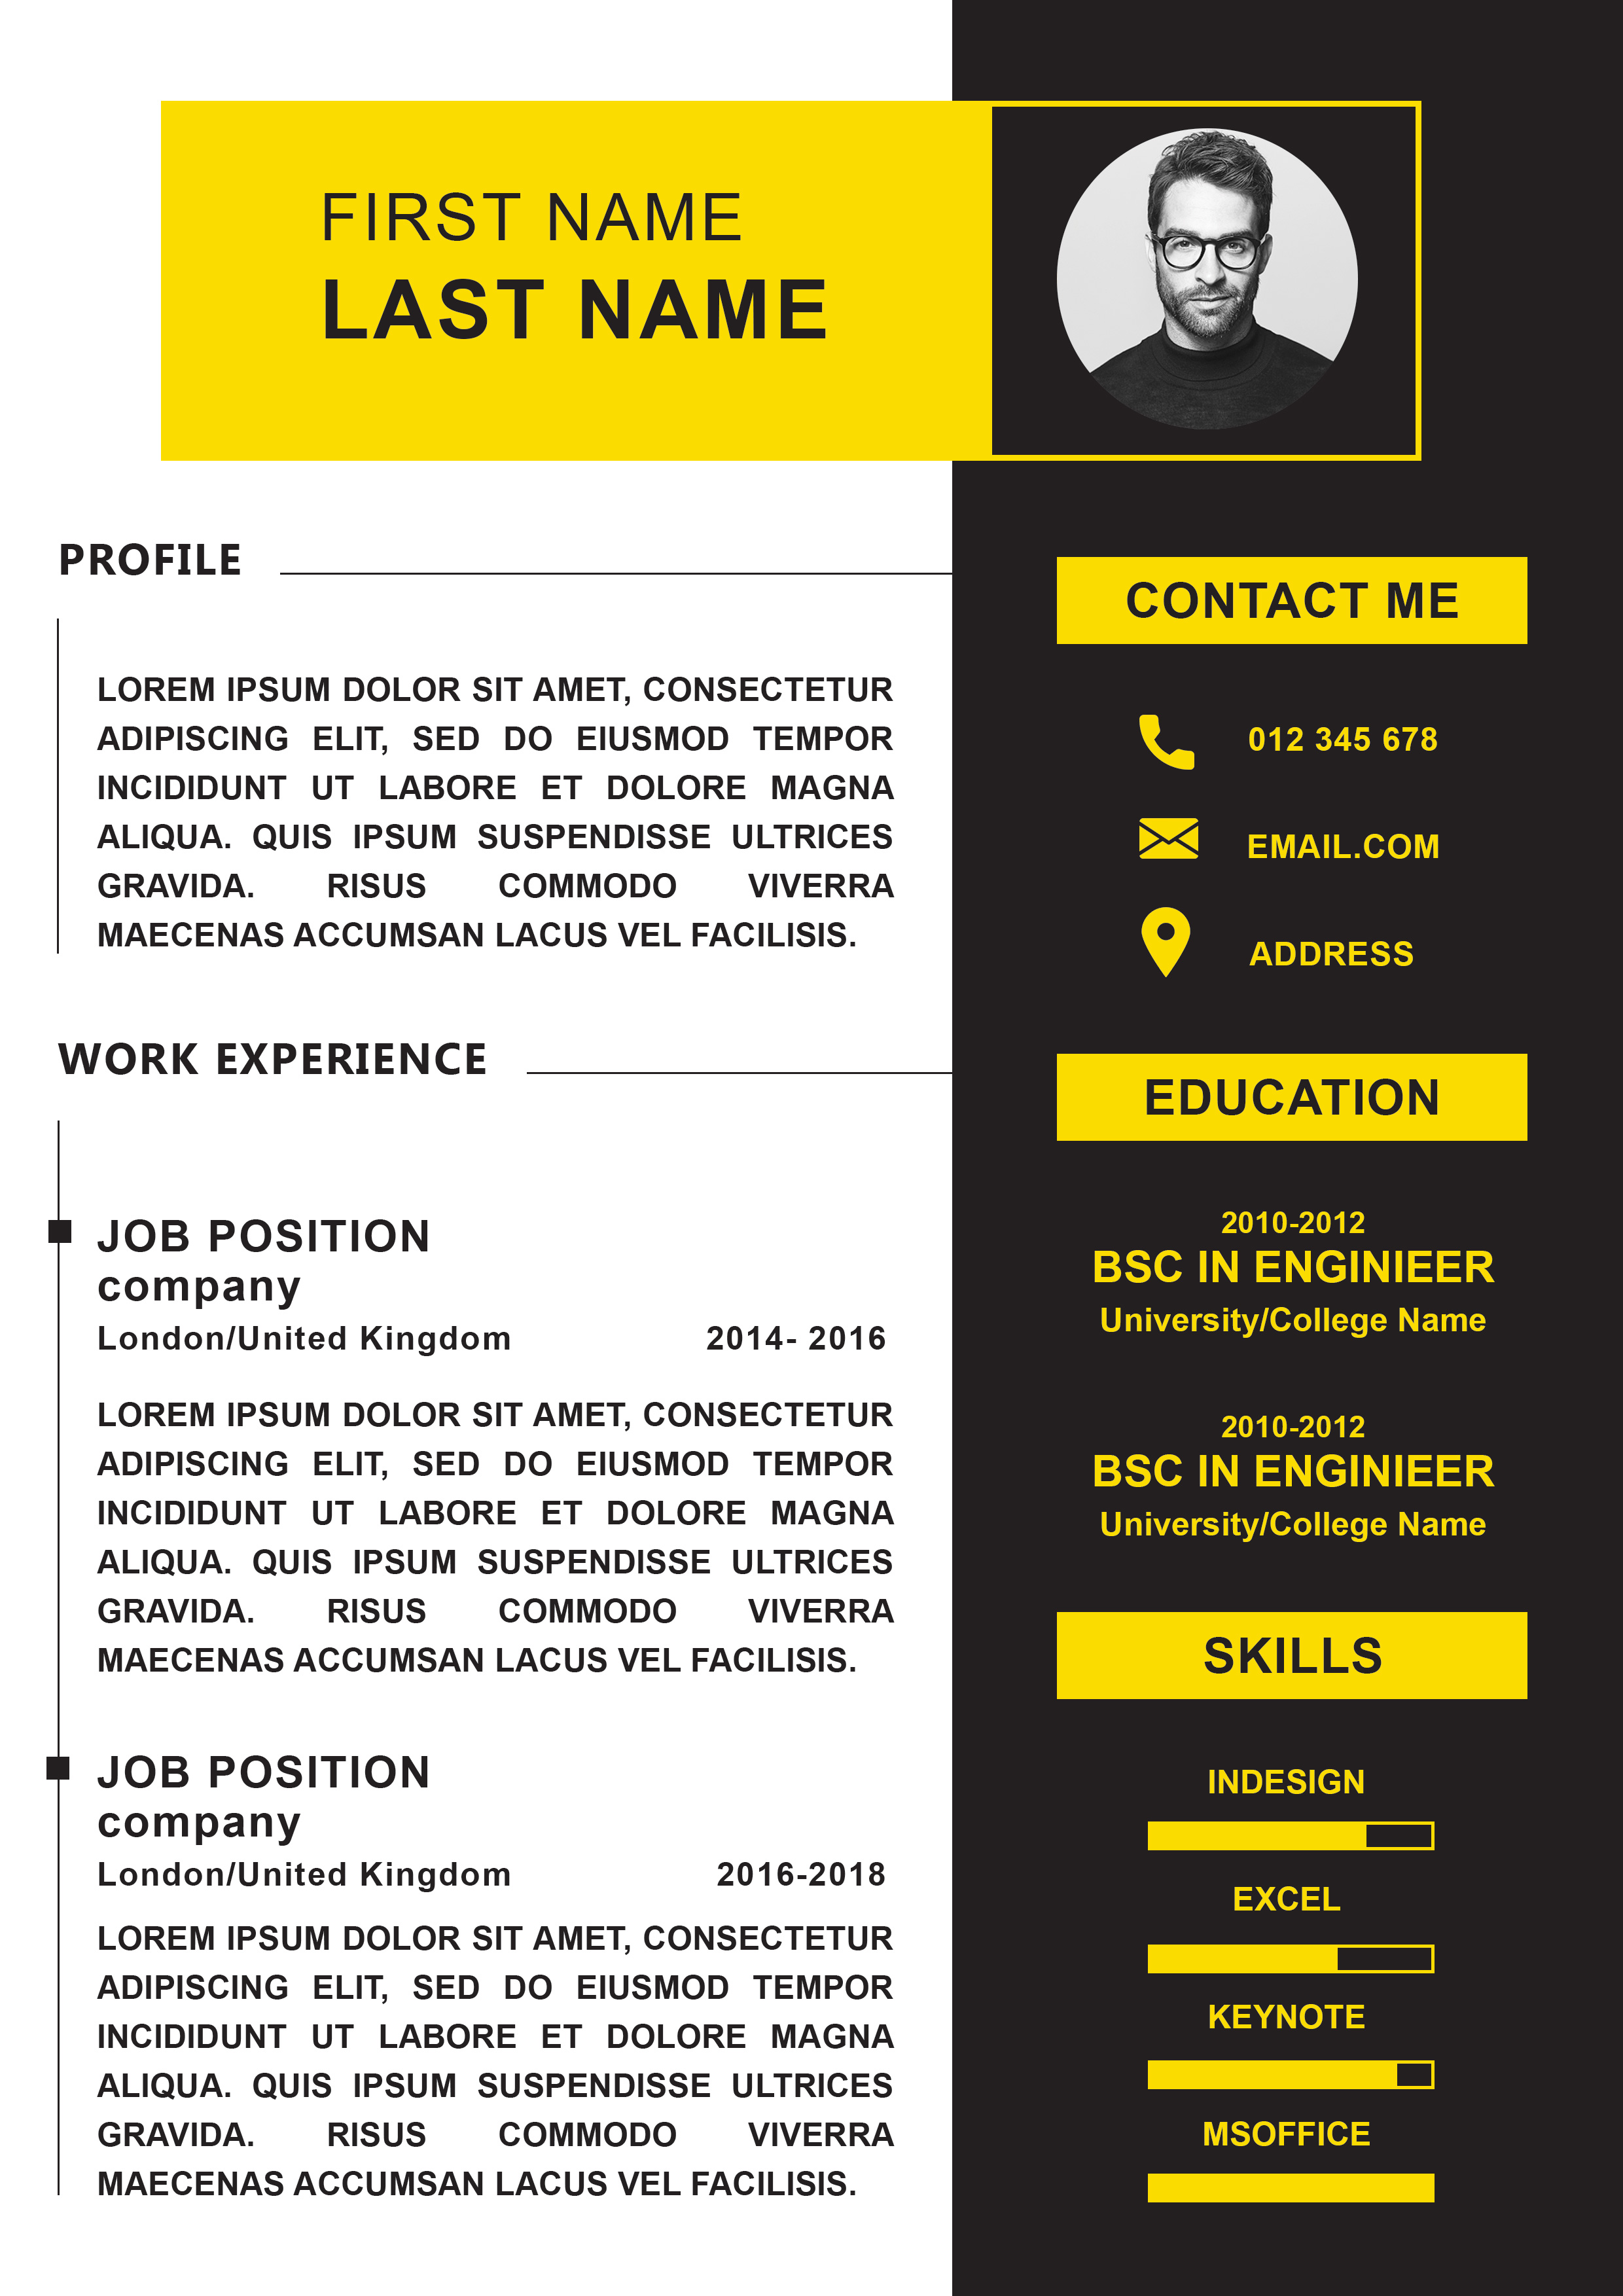 FIRST NAME
LAST NAME
PROFILE
LOREM IPSUM DOLOR SIT AMET, CONSECTETUR
ADIPISCING ELIT, SED DO EIUSMOD TEMPOR
INCIDIDUNT UT LABORE ET DOLORE MAGNA
ALIQUA. QUIS IPSUM SUSPENDISSE ULTRICES
GRAVIDA. RISUS COMMODO VIVERRA
MAECENAS ACCUMSAN LACUS VEL FACILISIS.
WORK EXPERIENCE
JOB POSITION
company
London/United Kingdom 2014- 2016
LOREM IPSUM DOLOR SIT AMET, CONSECTETUR
ADIPISCING ELIT, SED DO EIUSMOD TEMPOR
INCIDIDUNT UT LABORE ET DOLORE MAGNA
ALIQUA. QUIS IPSUM SUSPENDISSE ULTRICES
GRAVIDA. RISUS COMMODO VIVERRA
MAECENAS ACCUMSAN LACUS VEL FACILISIS.
JOB POSITION
company
London/United Kingdom 2016-2018
LOREM IPSUM DOLOR SIT AMET, CONSECTETUR
ADIPISCING ELIT, SED DO EIUSMOD TEMPOR
INCIDIDUNT UT LABORE ET DOLORE MAGNA
ALIQUA. QUIS IPSUM SUSPENDISSE ULTRICES
GRAVIDA. RISUS COMMODO VIVERRA
MAECENAS ACCUMSAN LACUS VEL FACILISIS.
CONTACT ME
012 345 678
EMAIL.COM
ADDRESS
EDUCATION
2010-2012
BSC IN ENGINIEER
University/College Name
2010-2012
BSC IN ENGINIEER
University/College Name
SKILLS
INDESIGN
EXCEL
KEYNOTE
MSOFFICE